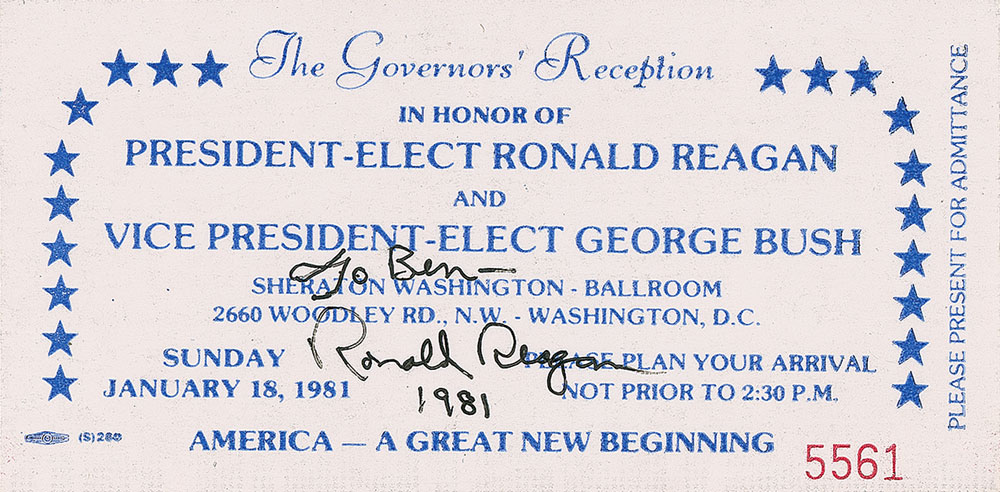 The Governors' Reception
IN HONOR OF
PRESIDENT-ELECT RONALD REAGAN
AND
VICE PRESIDENT-ELECT GEORGE BUSH
To Ben—
SHERATON WASHINGTON - BALLROOM
2660 WOODLEY RD., N.W. - WASHINGTON, D.C.
Ronald Reagan
1981
SUNDAY
JANUARY 18, 1981
PLEASE PLAN YOUR ARRIVAL
NOT PRIOR TO 2:30 P.M.
AMERICA — A GREAT NEW BEGINNING
5561
PLEASE PRESENT FOR ADMITTANCE